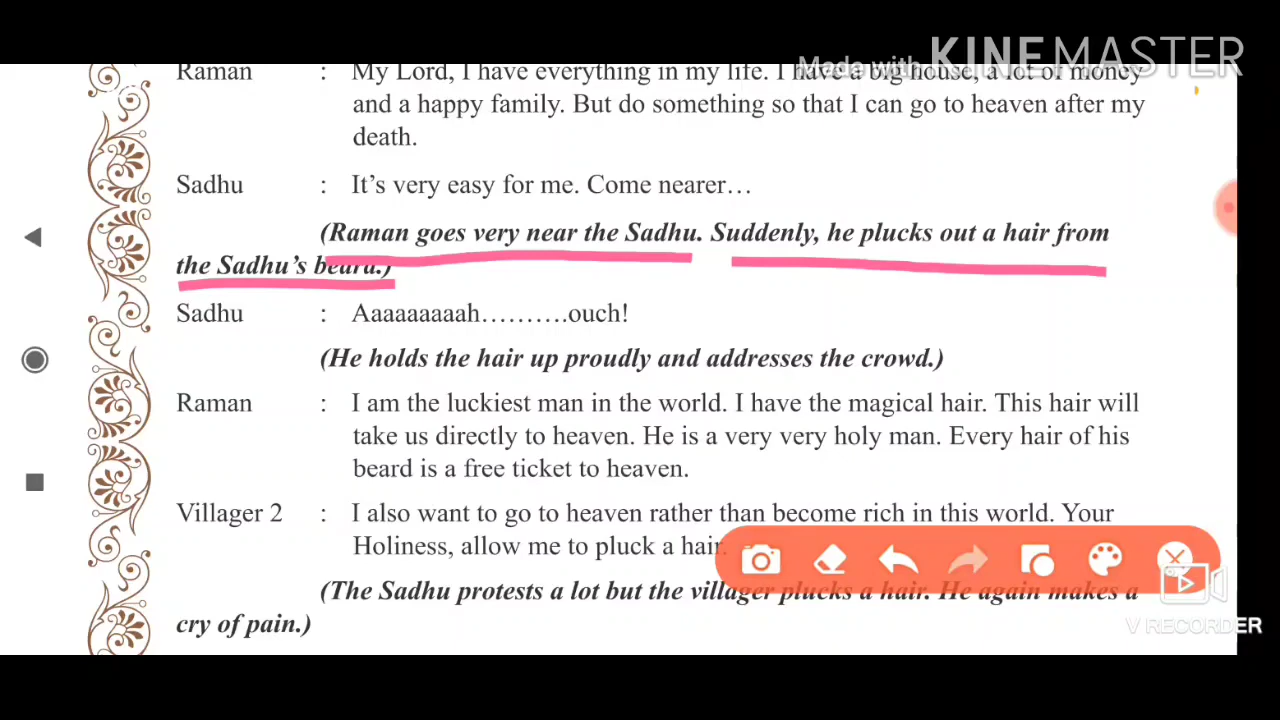 Made with KINEMASTER
Raman : My Lord, I have everything in my life. I have a big house, a lot of money
and a happy family. But do something so that I can go to heaven after my
death.
Sadhu : It's very easy for me. Come nearer…
(Raman goes very near the Sadhu. Suddenly, he plucks out a hair from
the Sadhu's beard.)
Sadhu : Aaaaaaaaah……….ouch!
(He holds the hair up proudly and addresses the crowd.)
Raman : I am the luckiest man in the world. I have the magical hair. This hair will
take us directly to heaven. He is a very very holy man. Every hair of his
beard is a free ticket to heaven.
Villager 2 : I also want to go to heaven rather than become rich in this world. Your
Holiness, allow me to pluck a hair.
(The Sadhu protests a lot but the villager plucks a hair. He again makes a
cry of pain.)
V RECORDER